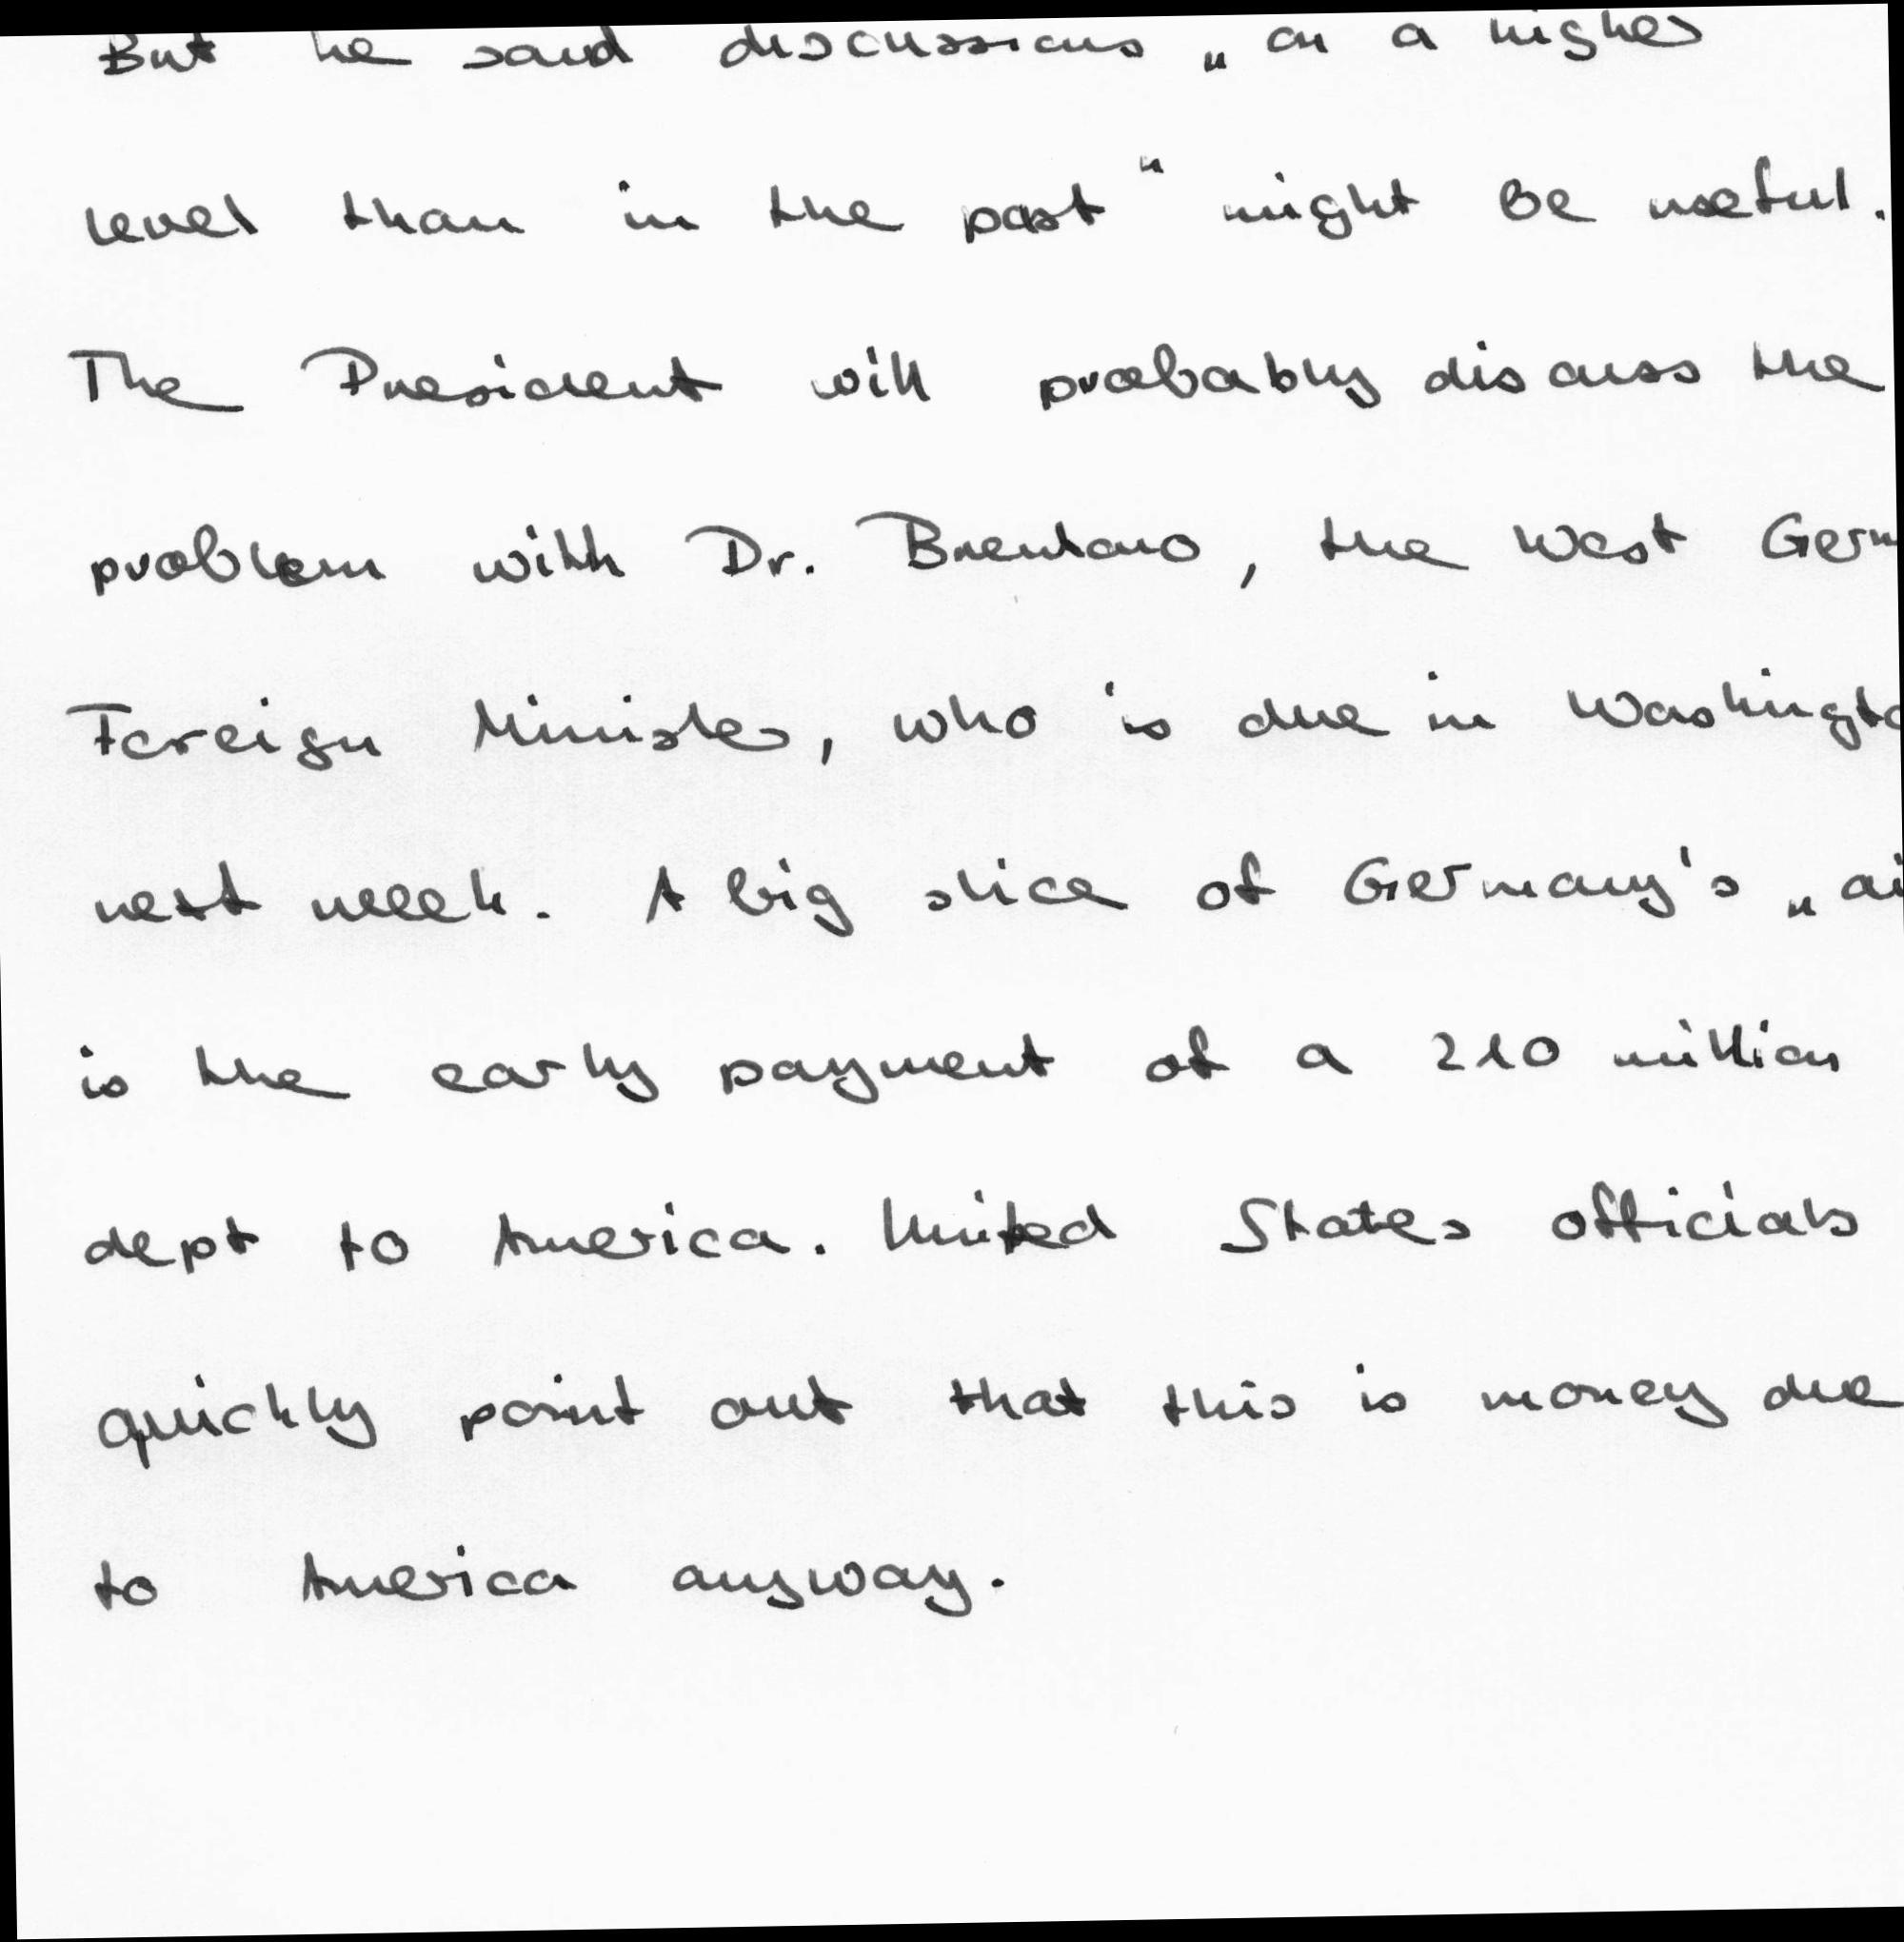 But he said discussions „on a higher
level than in the past“ might be useful.
The President will probably discuss the
problem with Dr. Brentano, the West Germ
Foreign Minister, who is due in Washingto
next week. A big slice of Germany's „ai
is the early payment of a 210 million
dept to America. United States officials
quickly point out that this is money due
to America anyway.